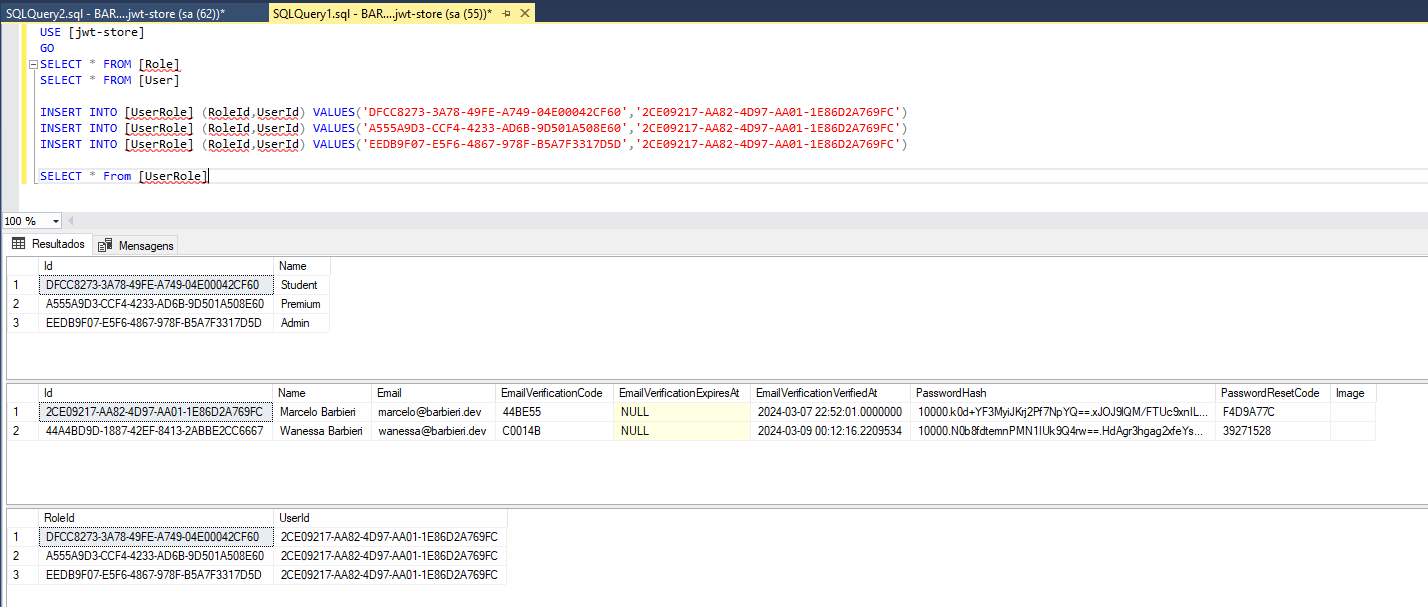 SQLQuery2.sql - BAR....jwt-store (sa (62))* SQLQuery1.sql - BAR....jwt-store (sa (55))*
USE [jwt-store]
GO
SELECT * FROM [Role]
SELECT * FROM [User]
INSERT INTO [UserRole] (RoleId,UserId) VALUES('DFCC8273-3A78-49FE-A749-04E00042CF60','2CE09217-AA82-4D97-AA01-1E86D2A769FC')
INSERT INTO [UserRole] (RoleId,UserId) VALUES('A555A9D3-CCF4-4233-AD6B-9D501A508E60','2CE09217-AA82-4D97-AA01-1E86D2A769FC')
INSERT INTO [UserRole] (RoleId,UserId) VALUES('EEDB9F07-E5F6-4867-978F-B5A7F3317D5D','2CE09217-AA82-4D97-AA01-1E86D2A769FC')
SELECT * From [UserRole]
100 %
Resultados Mensagens
Id Name
1 DFCC8273-3A78-49FE-A749-04E00042CF60 Student
2 A555A9D3-CCF4-4233-AD6B-9D501A508E60 Premium
3 EEDB9F07-E5F6-4867-978F-B5A7F3317D5D Admin
Id Name Email EmailVerificationCode EmailVerificationExpiresAt EmailVerificationVerifiedAt PasswordHash PasswordResetCode Image
1 2CE09217-AA82-4D97-AA01-1E86D2A769FC Marcelo Barbieri marcelo@barbieri.dev 44BE55 NULL 2024-03-07 22:52:01.0000000 F4D9A77C
2 44A4BD9D-1887-42EF-8413-2ABBE2CC6667 Wanessa Barbieri wanessa@barbieri.dev C0014B NULL 2024-03-09 00:12:16.2209534 39271528
RoleId UserId
1 DFCC8273-3A78-49FE-A749-04E00042CF60 2CE09217-AA82-4D97-AA01-1E86D2A769FC
2 A555A9D3-CCF4-4233-AD6B-9D501A508E60 2CE09217-AA82-4D97-AA01-1E86D2A769FC
3 EEDB9F07-E5F6-4867-978F-B5A7F3317D5D 2CE09217-AA82-4D97-AA01-1E86D2A769FC